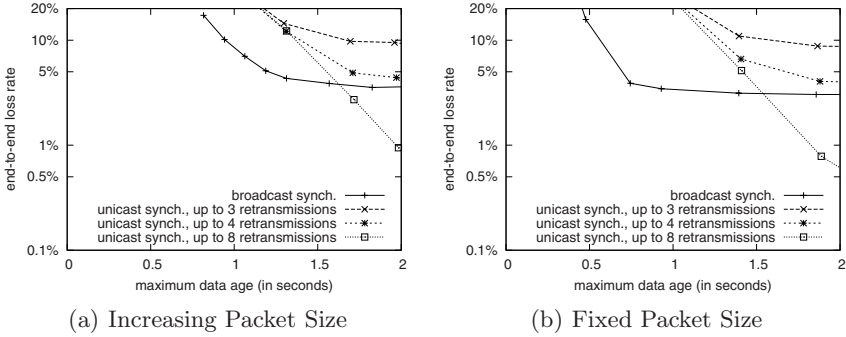 20%
10%
5%
1%
0.5%
0.1%
end-to-end loss rate
broadcast synch.
unicast synch., up to 3 retransmissions
unicast synch., up to 4 retransmissions
unicast synch., up to 8 retransmissions
0 0.5 1 1.5 2
maximum data age (in seconds)
(a) Increasing Packet Size
20%
10%
5%
1%
0.5%
0.1%
end-to-end loss rate
broadcast synch.
unicast synch., up to 3 retransmissions
unicast synch., up to 4 retransmissions
unicast synch., up to 8 retransmissions
0 0.5 1 1.5 2
maximum data age (in seconds)
(b) Fixed Packet Size